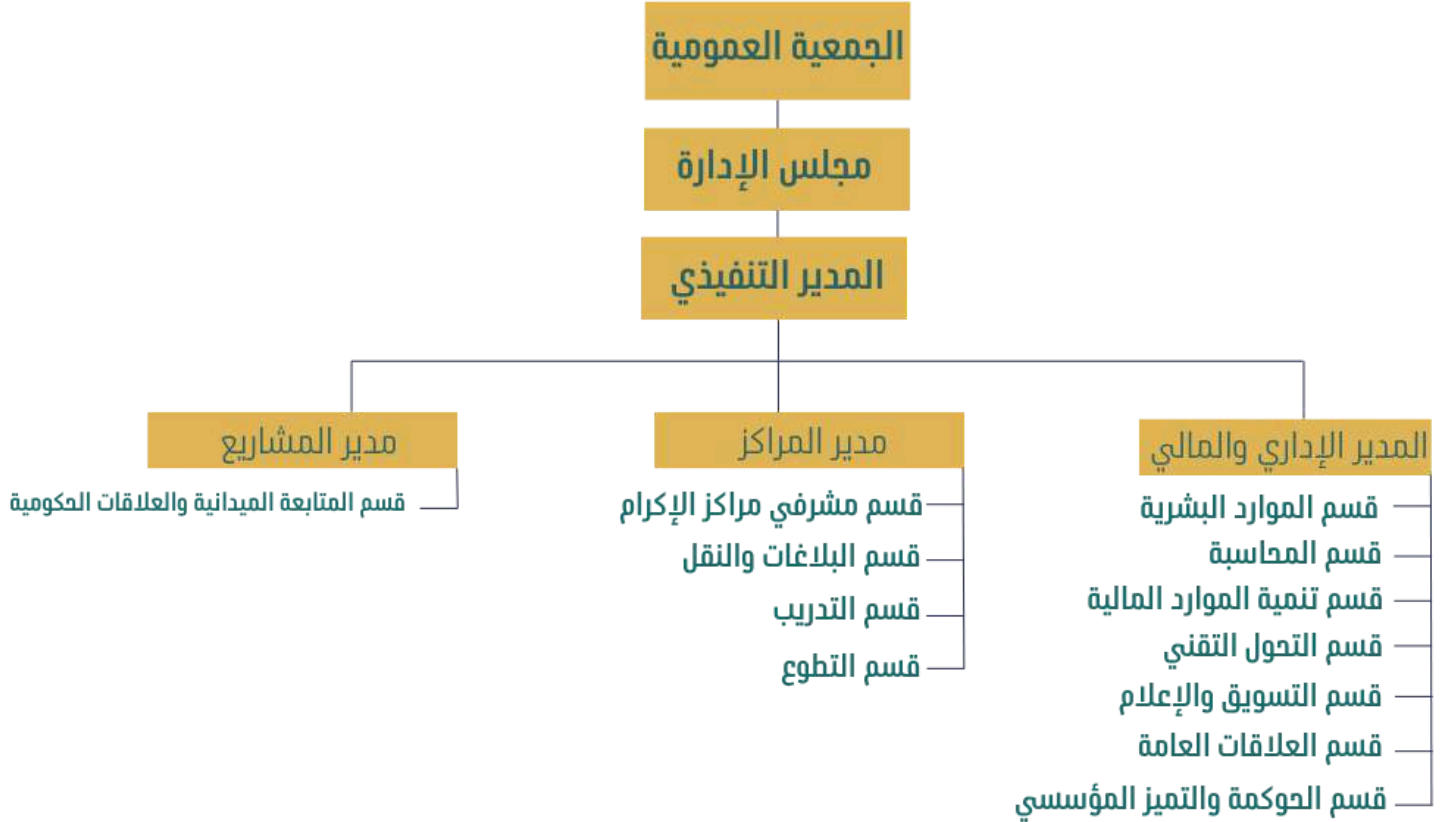 الجمعية العمومية
مجلس الإدارة
المدير التنفيذي
المدير الإداري والمالي
قسم الموارد البشرية
قسم المحاسبة
قسم تنمية الموارد المالية
قسم التحول التقني
قسم التسويق والإعلام
قسم العلاقات العامة
قسم الحوكمة والتميز المؤسسي
مدير المراكز
قسم مشرفي مراكز الإكرام
قسم البلاغات والنقل
قسم التدريب
قسم التطوع
مدير المشاريع
قسم المتابعة الميدانية والعلاقات الحكومية